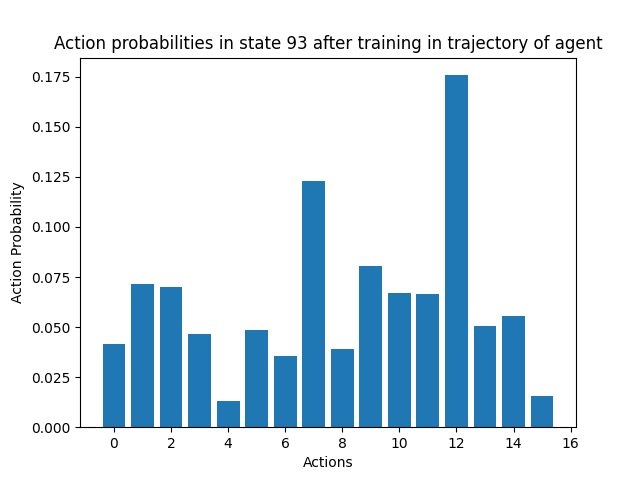 Action probabilities in state 93 after training in trajectory of agent
0.175
0.150
0.125
0.100
0.075
0.050
0.025
0.000
Action Probability
0 2 4 6 8 10 12 14 16
Actions